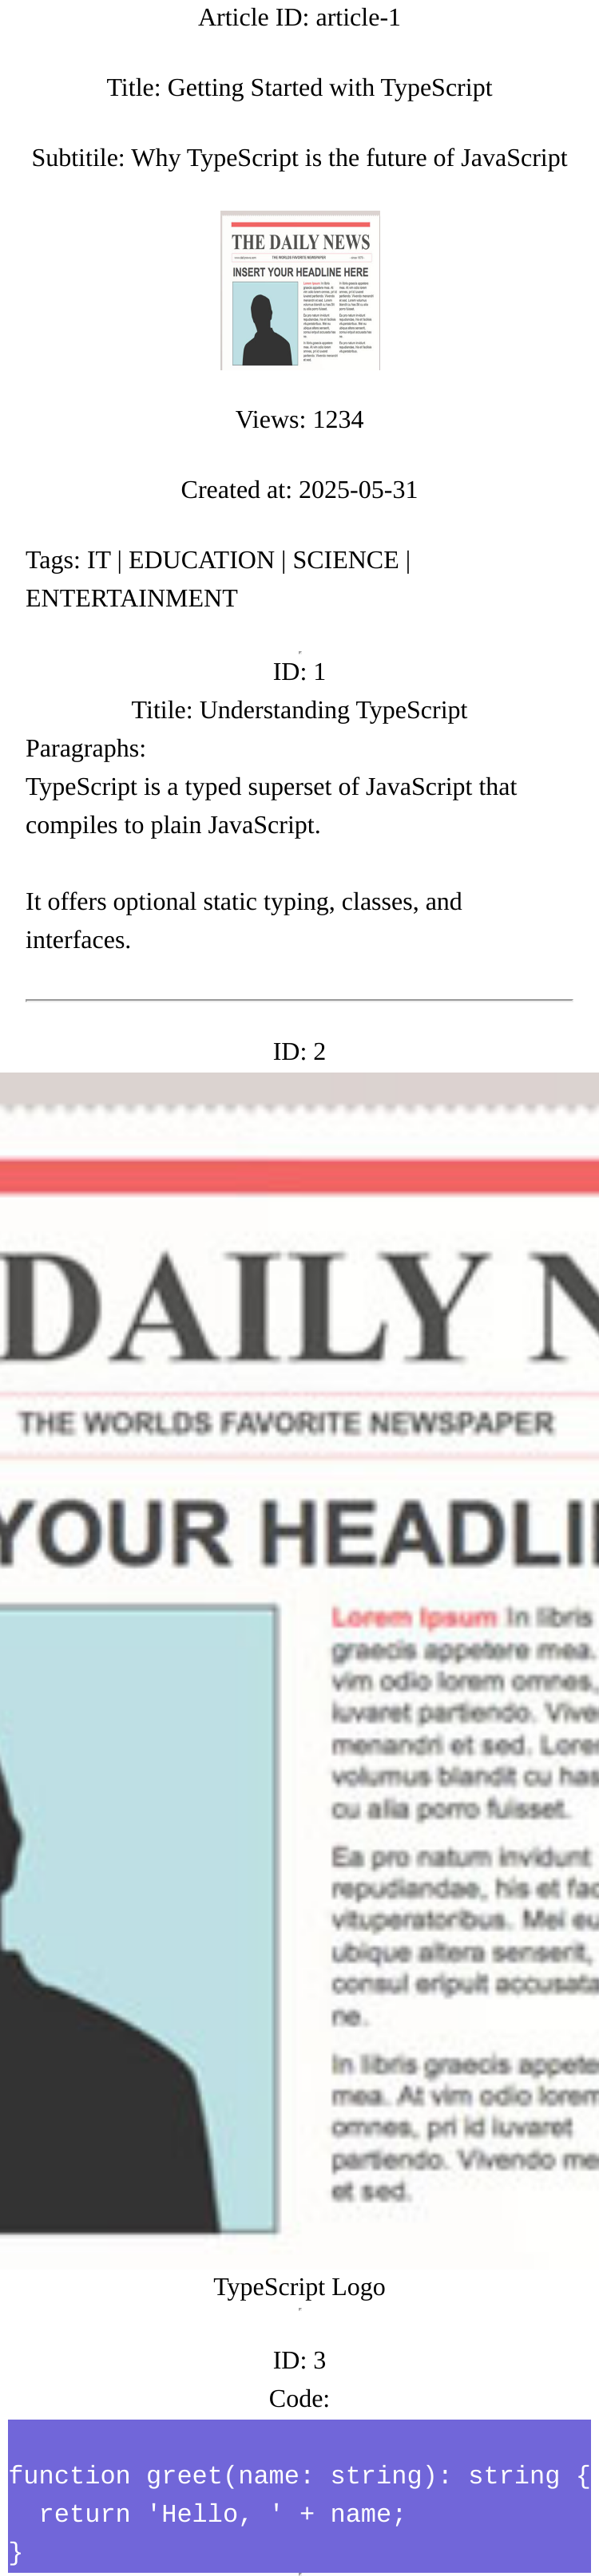 Article ID: article-1
Title: Getting Started with TypeScript
Subtitile: Why TypeScript is the future of JavaScript
THE DAILY NEWS
THE WORLDS FAVORITE NEWSPAPER
INSERT YOUR HEADLINE HERE
Views: 1234
Created at: 2025-05-31
Tags: IT | EDUCATION | SCIENCE |
ENTERTAINMENT
ID: 1
Titile: Understanding TypeScript
Paragraphs:
TypeScript is a typed superset of JavaScript that
compiles to plain JavaScript.
It offers optional static typing, classes, and
interfaces.
ID: 2
DAILY N
THE WORLDS FAVORITE NEWSPAPER
YOUR HEADLI
Lorem Ipsum In libris
graecis appetere mea.
vim odio lorem omnes,
iuvaret partiendo. Vive
menandri et sed. Lore
volumus blandit cu has
cu alia porro fuisset.
Ea pro natum invidunt
repudiandae, his et fac
vituperatoribus. Mei eu
ubique altera senserit,
consul eripuit accusata
ne.
In libris graecis appete
mea. At vim odio lorem
omnes, pri id iuvaret
partiendo. Vivendo me
et sed.
TypeScript Logo
ID: 3
Code:
function greet(name: string): string {
  return 'Hello, ' + name;
}